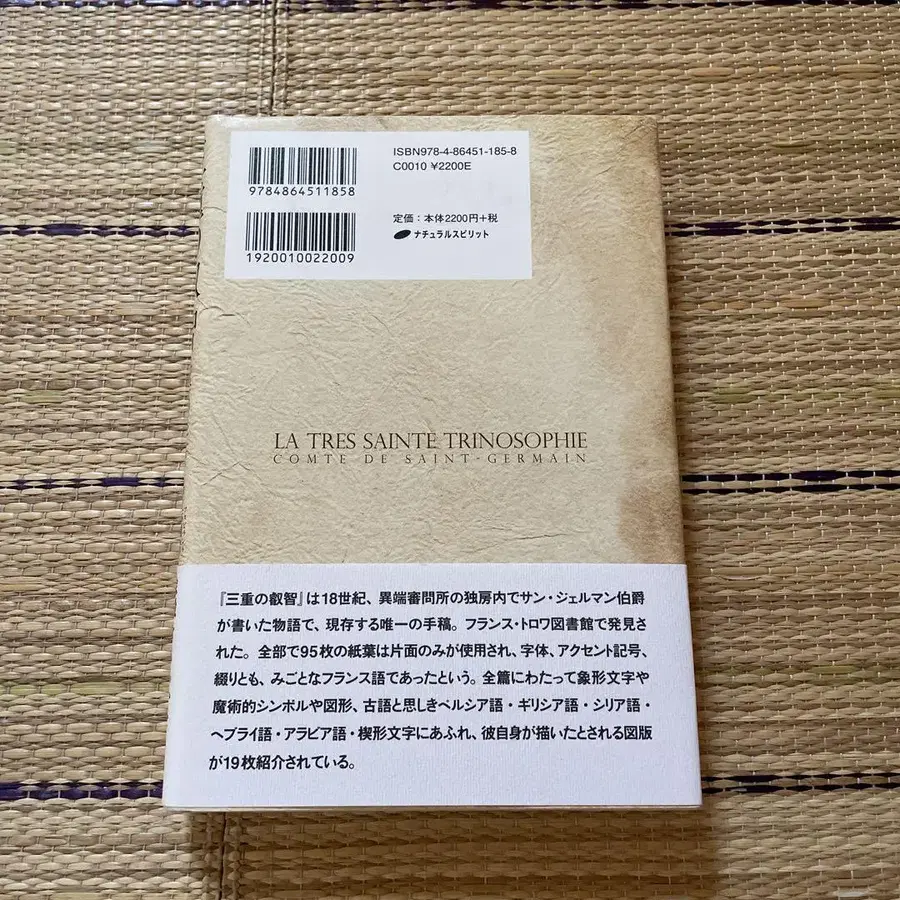 ISBN978-4-86451-185-8
C0010 ¥2200E
9784864511858
定価：本体2200円+税
ナチュラルスピリット
1920010022009
LA TRES SAINTE TRINOSOPHIE
COMTE DE SAINT-GERMAIN
『三重の叡智』は18世紀、異端審問所の独房内でサン・ジェルマン伯爵
が書いた物語で、現存する唯一の手稿。フランス・トロワ図書館で発見さ
れた。全部で95枚の紙葉は片面のみが使用され、字体、アクセント記号、
綴りとも、みごとなフランス語であったという。全篇にわたって象形文字や
魔術的シンボルや図形、古語と思しきペルシア語・ギリシア語・シリア語・
ヘブライ語・アラビア語・楔形文字にあふれ、彼自身が描いたとされる図版
が19枚紹介されている。